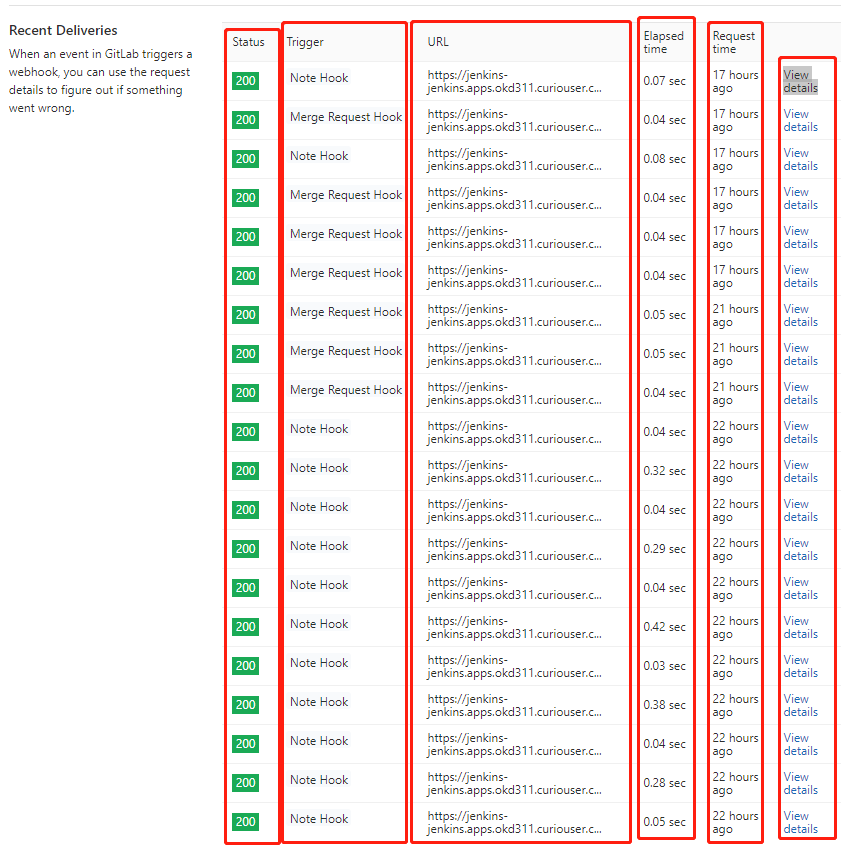 Recent Deliveries
When an event in GitLab triggers a
webhook, you can use the request
details to figure out if something
went wrong.
Status Trigger URL Elapsed time Request time
200 Note Hook https://jenkins-jenkins.apps.okd311.curiouser.c... 0.07 sec 17 hours ago View details
200 Merge Request Hook https://jenkins-jenkins.apps.okd311.curiouser.c... 0.04 sec 17 hours ago View details
200 Note Hook https://jenkins-jenkins.apps.okd311.curiouser.c... 0.08 sec 17 hours ago View details
200 Merge Request Hook https://jenkins-jenkins.apps.okd311.curiouser.c... 0.04 sec 17 hours ago View details
200 Merge Request Hook https://jenkins-jenkins.apps.okd311.curiouser.c... 0.04 sec 17 hours ago View details
200 Merge Request Hook https://jenkins-jenkins.apps.okd311.curiouser.c... 0.04 sec 17 hours ago View details
200 Merge Request Hook https://jenkins-jenkins.apps.okd311.curiouser.c... 0.05 sec 21 hours ago View details
200 Merge Request Hook https://jenkins-jenkins.apps.okd311.curiouser.c... 0.05 sec 21 hours ago View details
200 Merge Request Hook https://jenkins-jenkins.apps.okd311.curiouser.c... 0.04 sec 21 hours ago View details
200 Note Hook https://jenkins-jenkins.apps.okd311.curiouser.c... 0.04 sec 22 hours ago View details
200 Note Hook https://jenkins-jenkins.apps.okd311.curiouser.c... 0.32 sec 22 hours ago View details
200 Note Hook https://jenkins-jenkins.apps.okd311.curiouser.c... 0.04 sec 22 hours ago View details
200 Note Hook https://jenkins-jenkins.apps.okd311.curiouser.c... 0.29 sec 22 hours ago View details
200 Note Hook https://jenkins-jenkins.apps.okd311.curiouser.c... 0.04 sec 22 hours ago View details
200 Note Hook https://jenkins-jenkins.apps.okd311.curiouser.c... 0.42 sec 22 hours ago View details
200 Note Hook https://jenkins-jenkins.apps.okd311.curiouser.c... 0.03 sec 22 hours ago View details
200 Note Hook https://jenkins-jenkins.apps.okd311.curiouser.c... 0.38 sec 22 hours ago View details
200 Note Hook https://jenkins-jenkins.apps.okd311.curiouser.c... 0.04 sec 22 hours ago View details
200 Note Hook https://jenkins-jenkins.apps.okd311.curiouser.c... 0.28 sec 22 hours ago View details
200 Note Hook https://jenkins-jenkins.apps.okd311.curiouser.c... 0.05 sec 22 hours ago View details